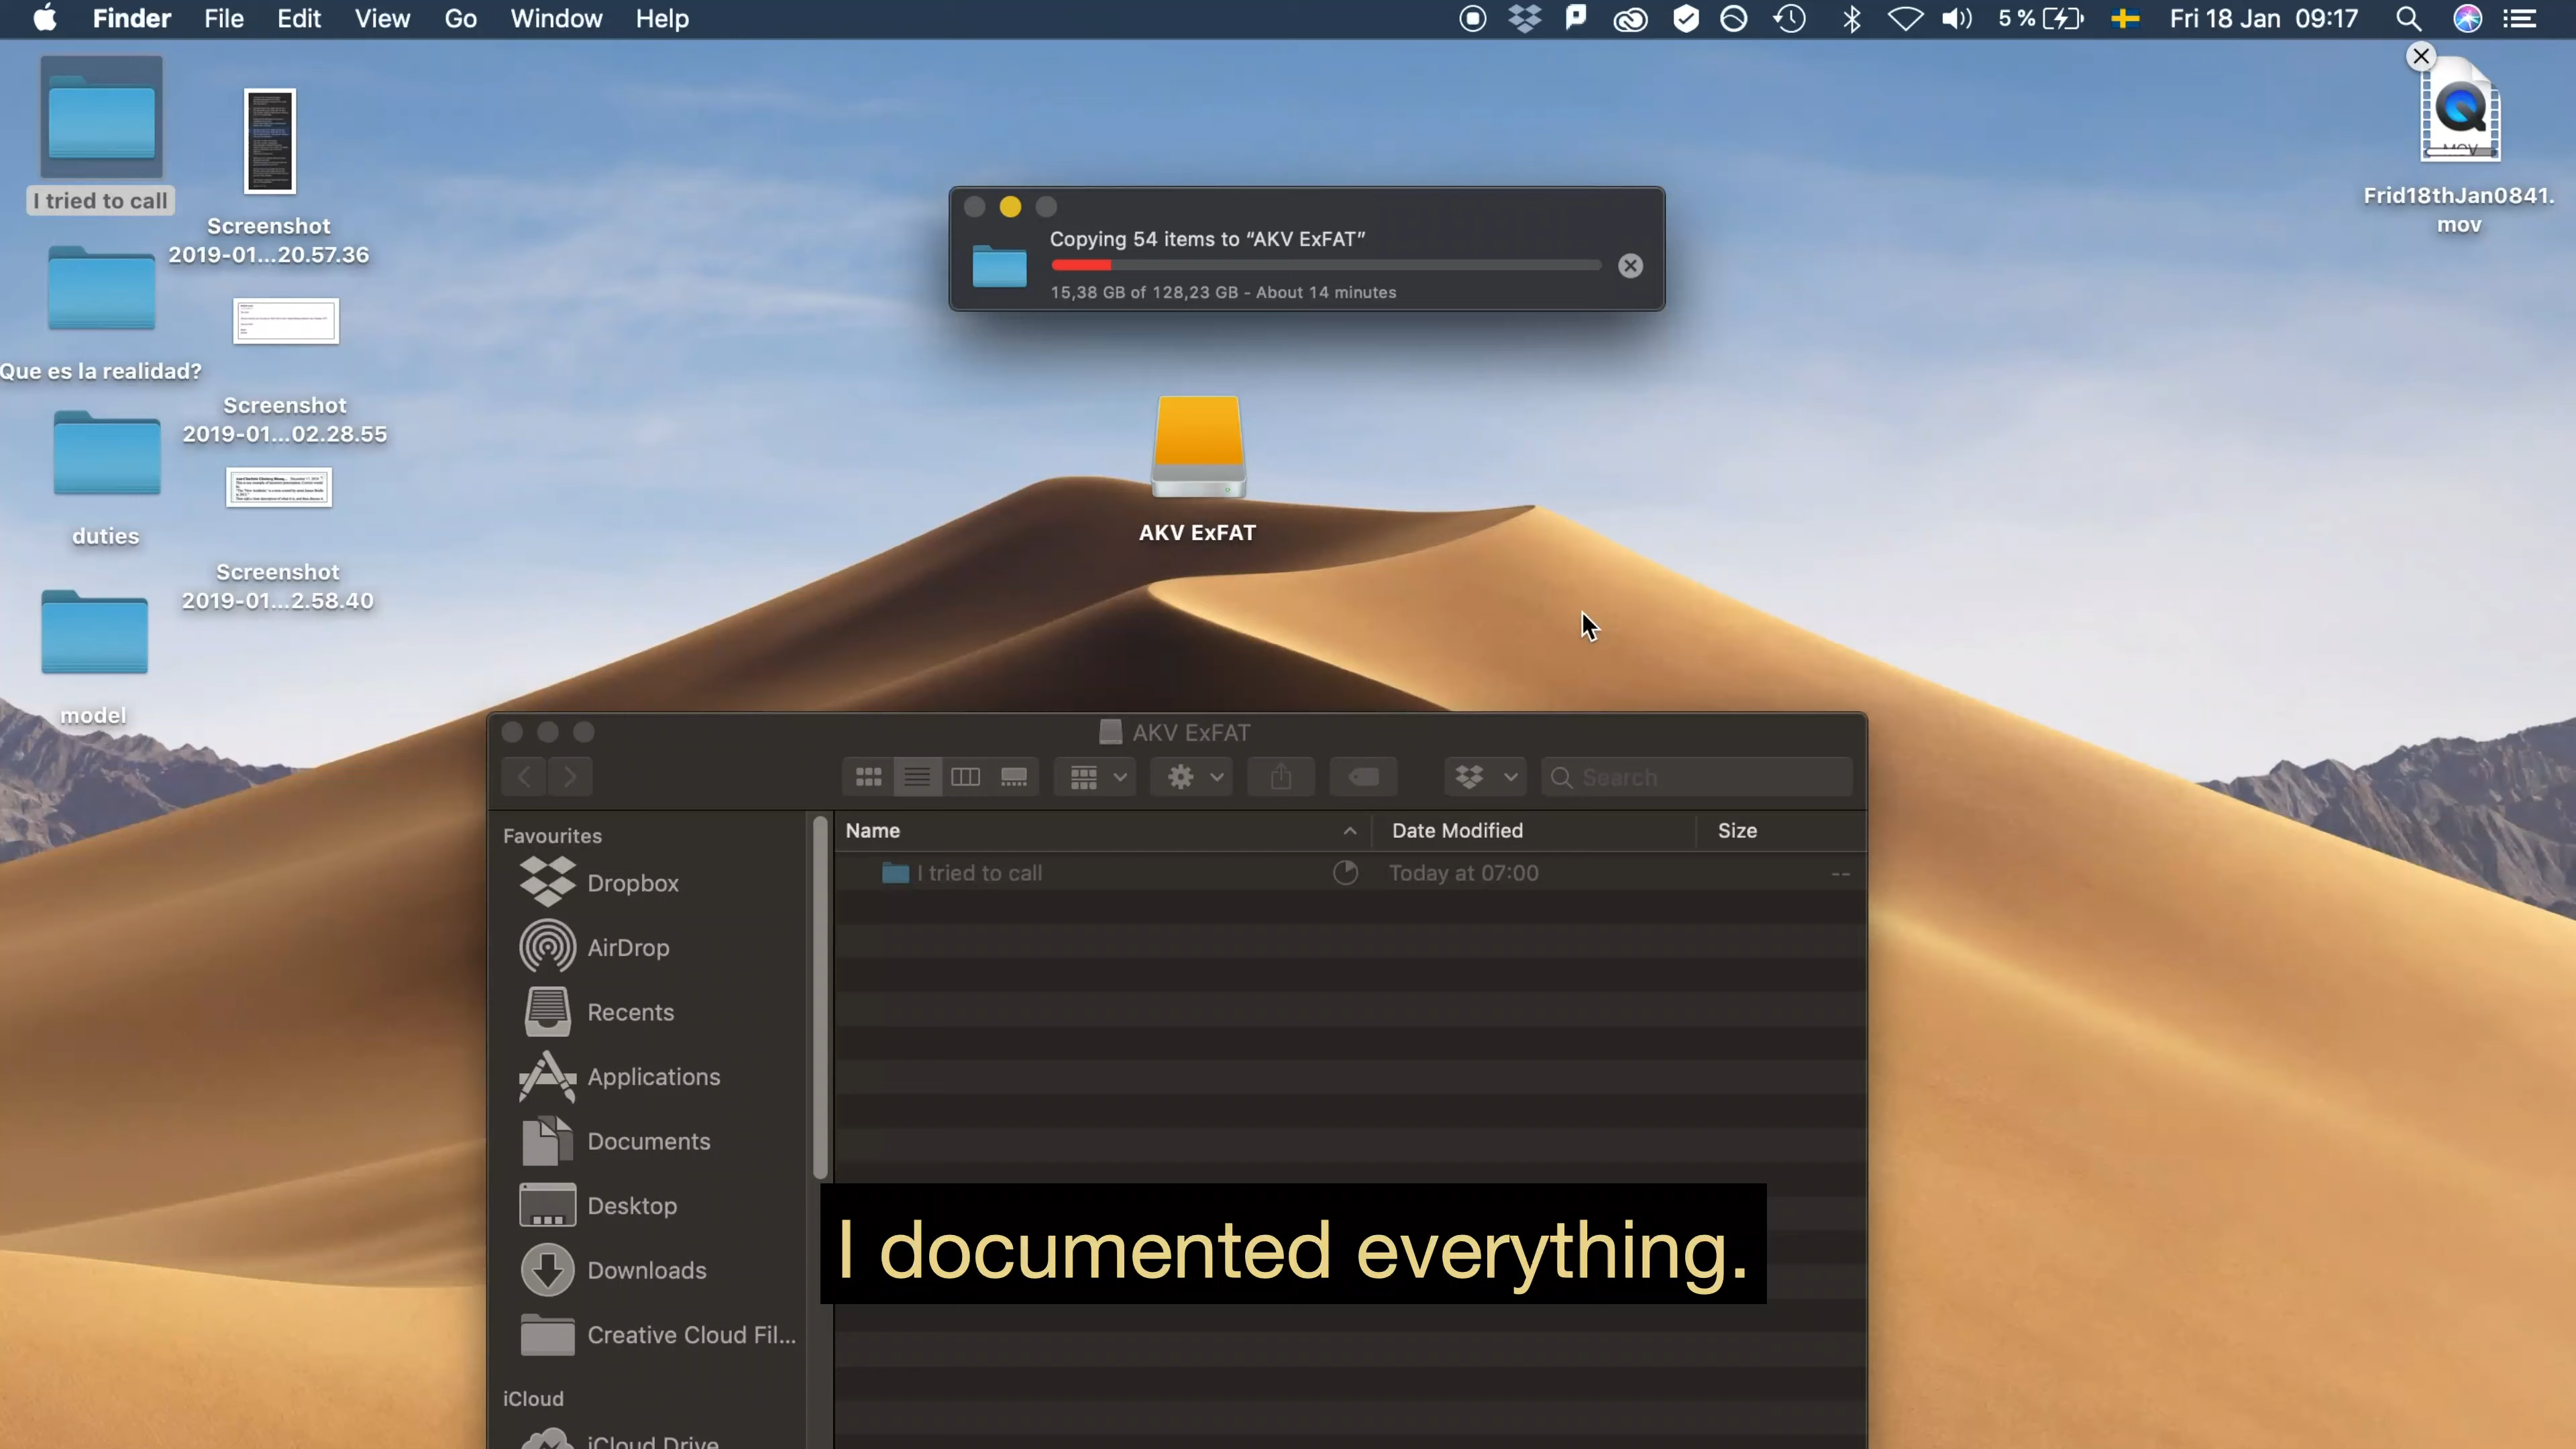 Finder File Edit View Go Window Help 5 % Fri 18 Jan 09:17
I tried to call
Screenshot
2019-01...20.57.36
Que es la realidad?
Screenshot
2019-01...02.28.55
duties
Screenshot
2019-01...2.58.40
model
MOV
Frid18thJan0841.
mov
Copying 54 items to “AKV ExFAT”
15,38 GB of 128,23 GB - About 14 minutes
AKV ExFAT
AKV ExFAT
Search
Favourites
Dropbox
AirDrop
Recents
Applications
Documents
Desktop
Downloads
Creative Cloud Fil...
iCloud
iCloud Drive
Name Date Modified Size
I tried to call Today at 07:00 --
I documented everything.